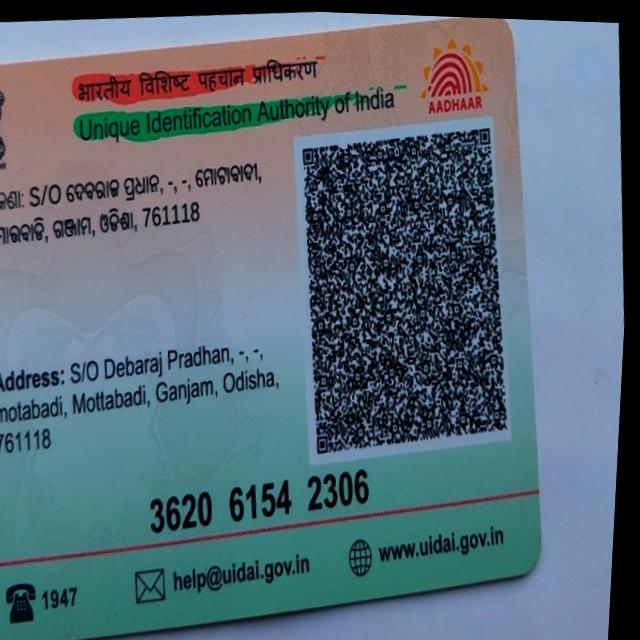 भारतीय विशिष्ट पहचान प्राधिकरण
Unique Identification Authority of India
AADHAAR
S/O ଦେବରାଜ ପ୍ରଧାନ, -, -, ମୋଟାବାଦୀ,
ଗଞ୍ଜାମ, ଓଡିଶା, 761118
Address: S/O Debaraj Pradhan, -, -,
motabadi, Mottabadi, Ganjam, Odisha,
761118
3620 6154 2306
1947
help@uidai.gov.in
www.uidai.gov.in